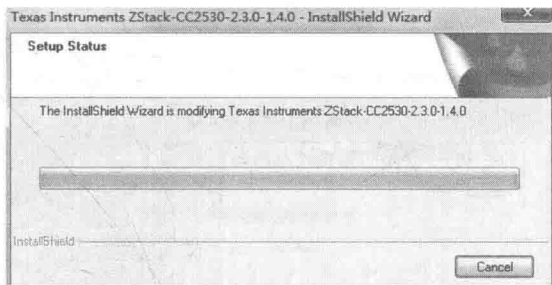 Texas Instruments ZStack-CC2530-2.3.0-1.4.0 - InstallShield Wizard
Setup Status
The InstallShield Wizard is modifying Texas Instruments ZStack-CC2530-2.3.0-1.4.0
InstallShield
Cancel